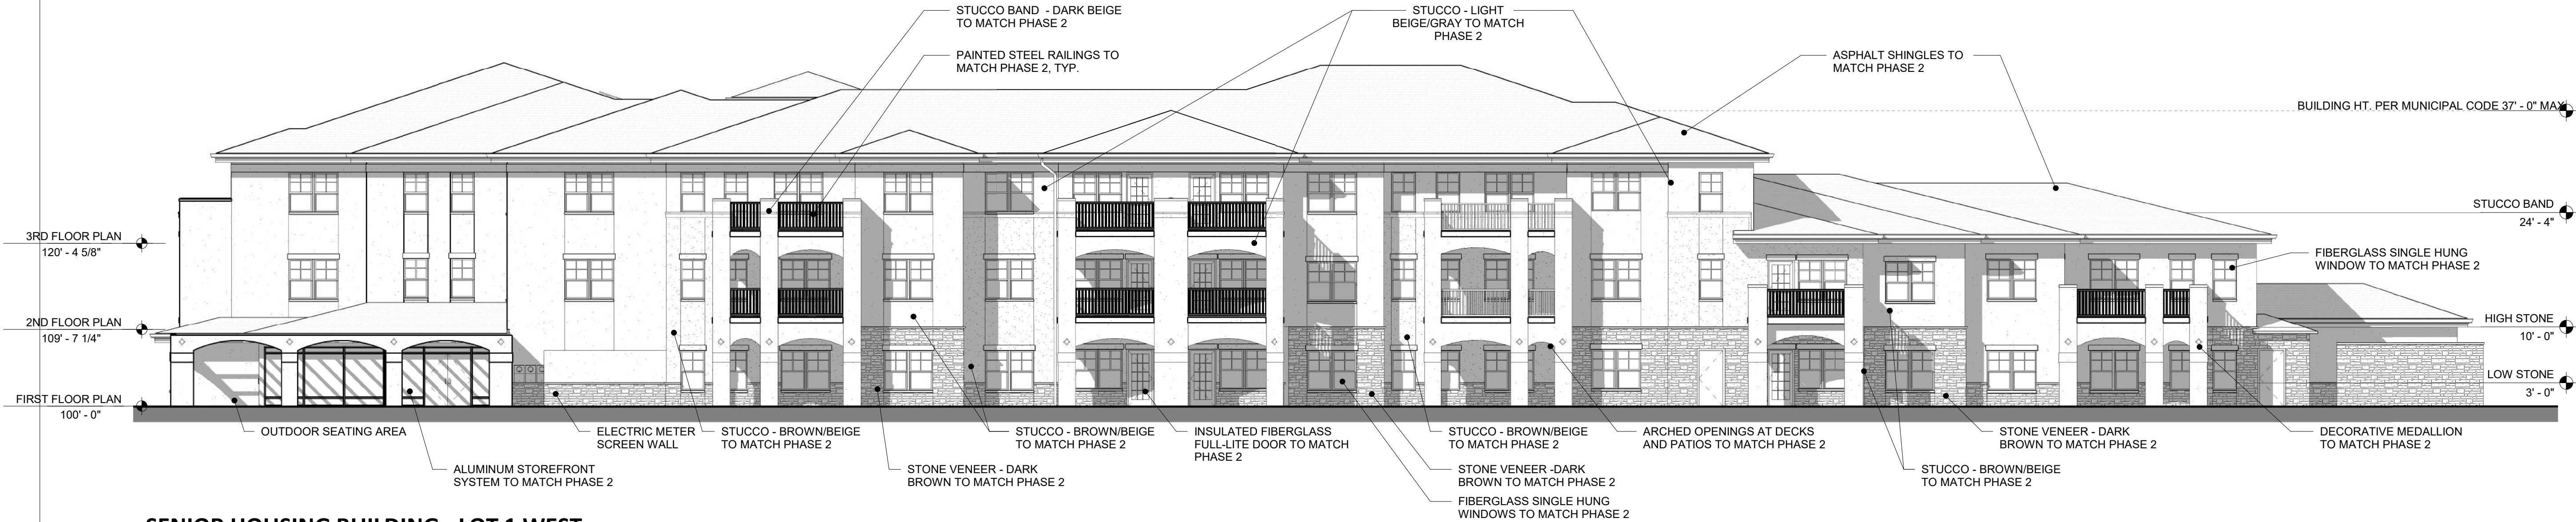 STUCCO BAND - DARK BEIGE
TO MATCH PHASE 2
PAINTED STEEL RAILINGS TO
MATCH PHASE 2, TYP.
STUCCO - LIGHT
BEIGE/GRAY TO MATCH
PHASE 2
ASPHALT SHINGLES TO
MATCH PHASE 2
BUILDING HT. PER MUNICIPAL CODE 37' - 0" MAX
STUCCO BAND
24' - 4"
FIBERGLASS SINGLE HUNG
WINDOW TO MATCH PHASE 2
HIGH STONE
10' - 0"
LOW STONE
3' - 0"
3RD FLOOR PLAN
120' - 4 5/8"
2ND FLOOR PLAN
109' - 7 1/4"
FIRST FLOOR PLAN
100' - 0"
OUTDOOR SEATING AREA
ALUMINUM STOREFRONT
SYSTEM TO MATCH PHASE 2
ELECTRIC METER
SCREEN WALL
STUCCO - BROWN/BEIGE
TO MATCH PHASE 2
STONE VENEER - DARK
BROWN TO MATCH PHASE 2
STUCCO - BROWN/BEIGE
TO MATCH PHASE 2
INSULATED FIBERGLASS
FULL-LITE DOOR TO MATCH
PHASE 2
STUCCO - BROWN/BEIGE
TO MATCH PHASE 2
STONE VENEER -DARK
BROWN TO MATCH PHASE 2
FIBERGLASS SINGLE HUNG
WINDOWS TO MATCH PHASE 2
ARCHED OPENINGS AT DECKS
AND PATIOS TO MATCH PHASE 2
STUCCO - BROWN/BEIGE
TO MATCH PHASE 2
STONE VENEER - DARK
BROWN TO MATCH PHASE 2
DECORATIVE MEDALLION
TO MATCH PHASE 2
SENIOR HOUSING BUILDING - LOT 1 WEST